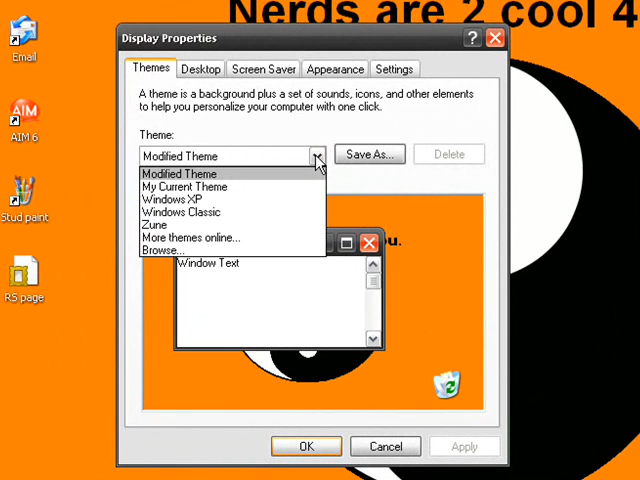 Nerds are 2 cool 4
Email
AIM
AIM 6
Stud paint
RS page
Display Properties
?
Themes
Desktop
Screen Saver
Appearance
Settings
A theme is a background plus a set of sounds, icons, and other elements
to help you personalize your computer with one click.
Theme:
Modified Theme
Save As...
Delete
Modified Theme
My Current Theme
Windows XP
Windows Classic
Zune
More themes online...
Browse...
u.
Window Text
OK
Cancel
Apply